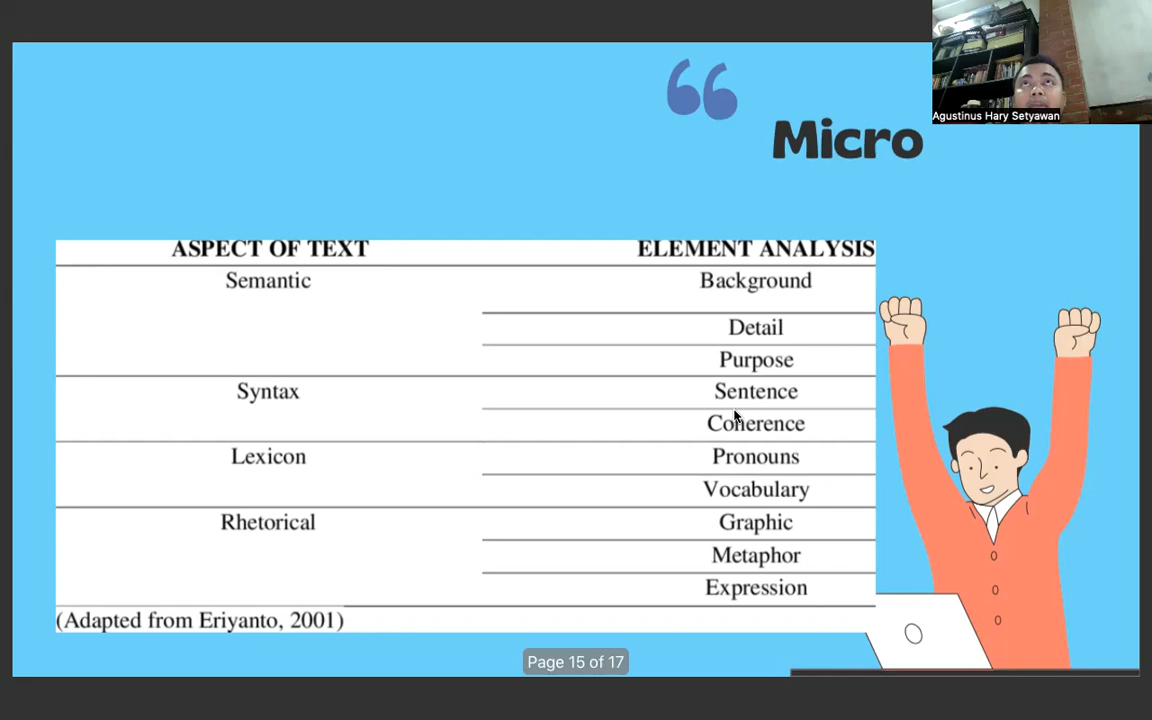 Agustinus Hary Setyawan
“
Micro
ASPECT OF TEXT ELEMENT ANALYSIS
Semantic Background
Detail
Purpose
Syntax Sentence
Coherence
Lexicon Pronouns
Vocabulary
Rhetorical Graphic
Metaphor
Expression
(Adapted from Eriyanto, 2001)
Page 15 of 17